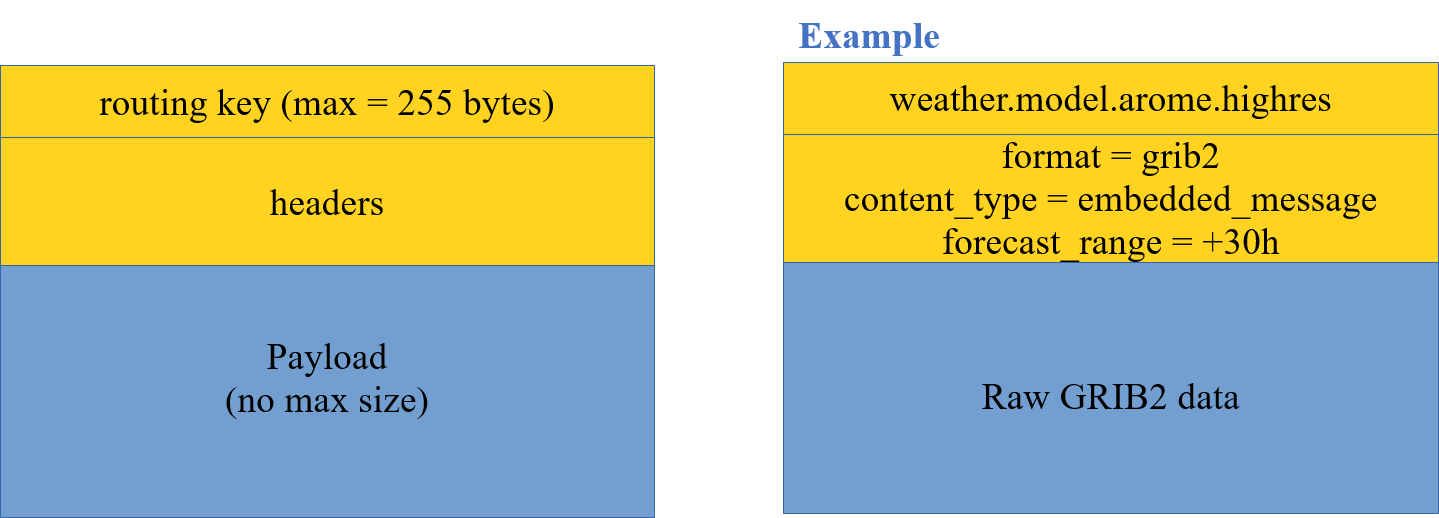 routing key (max = 255 bytes)
headers
Payload
(no max size)
Example
weather.model.arome.highres
format = grib2
content_type = embedded_message
forecast_range = +30h
Raw GRIB2 data